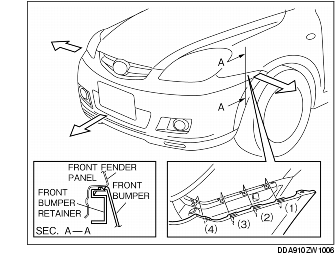 A
A
FRONT FENDER
PANEL
FRONT
BUMPER
FRONT
BUMPER
RETAINER
SEC. A—A
(1)
(2)
(3)
(4)
DDA910ZW1006